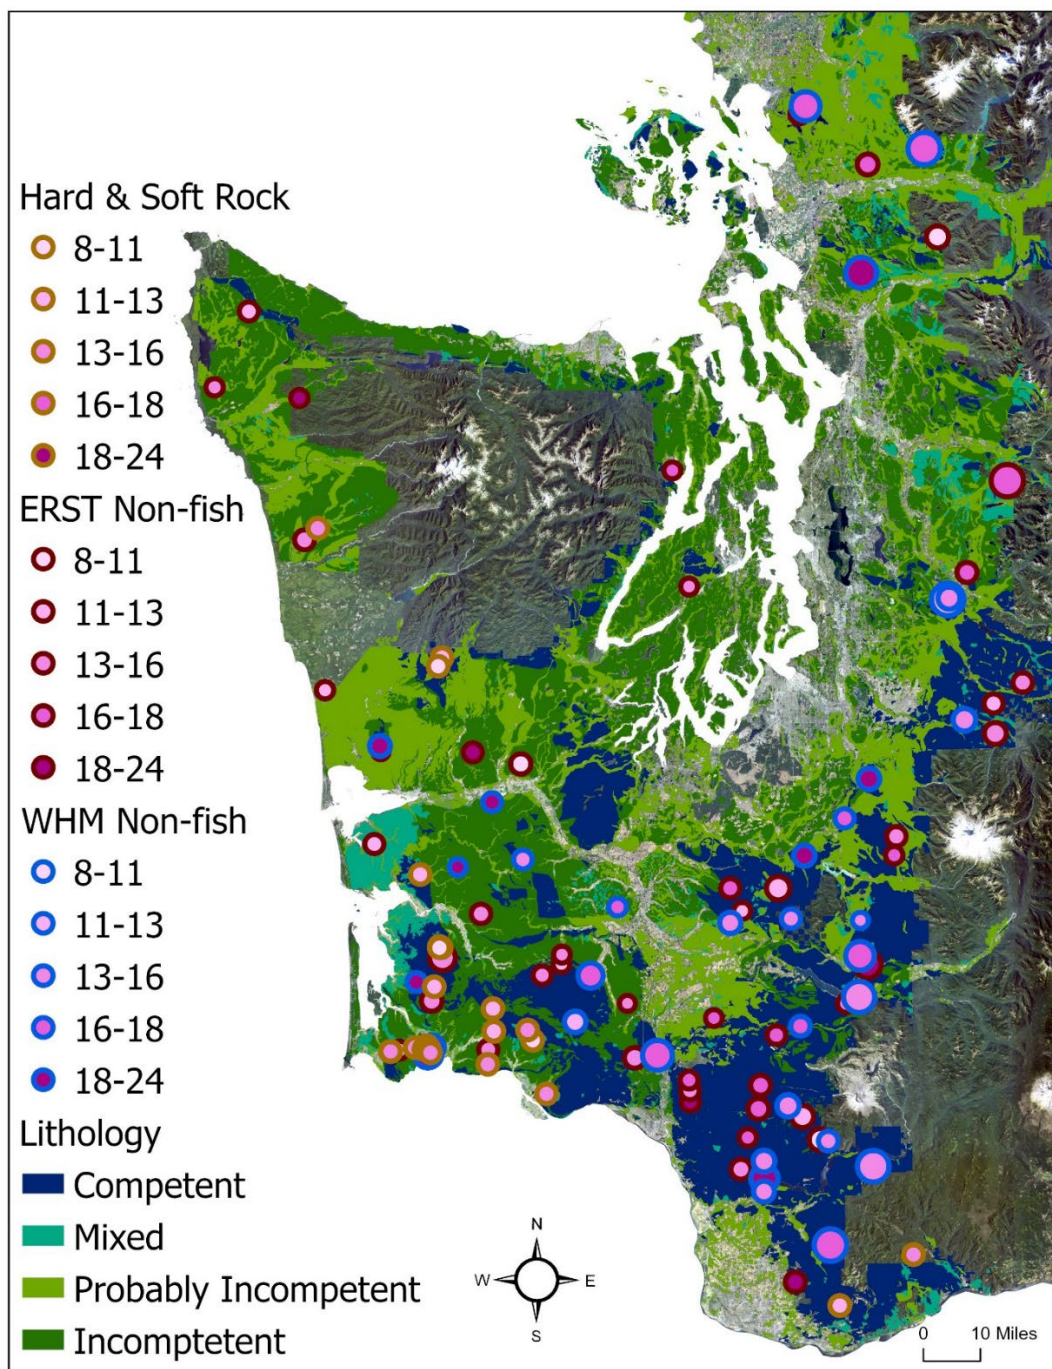 Hard & Soft Rock
8-11
11-13
13-16
16-18
18-24
ERST Non-fish
8-11
11-13
13-16
16-18
18-24
WHM Non-fish
8-11
11-13
13-16
16-18
18-24
Lithology
Competent
Mixed
Probably Incompetent
Incomptetent
N
W E
S
0 10 Miles